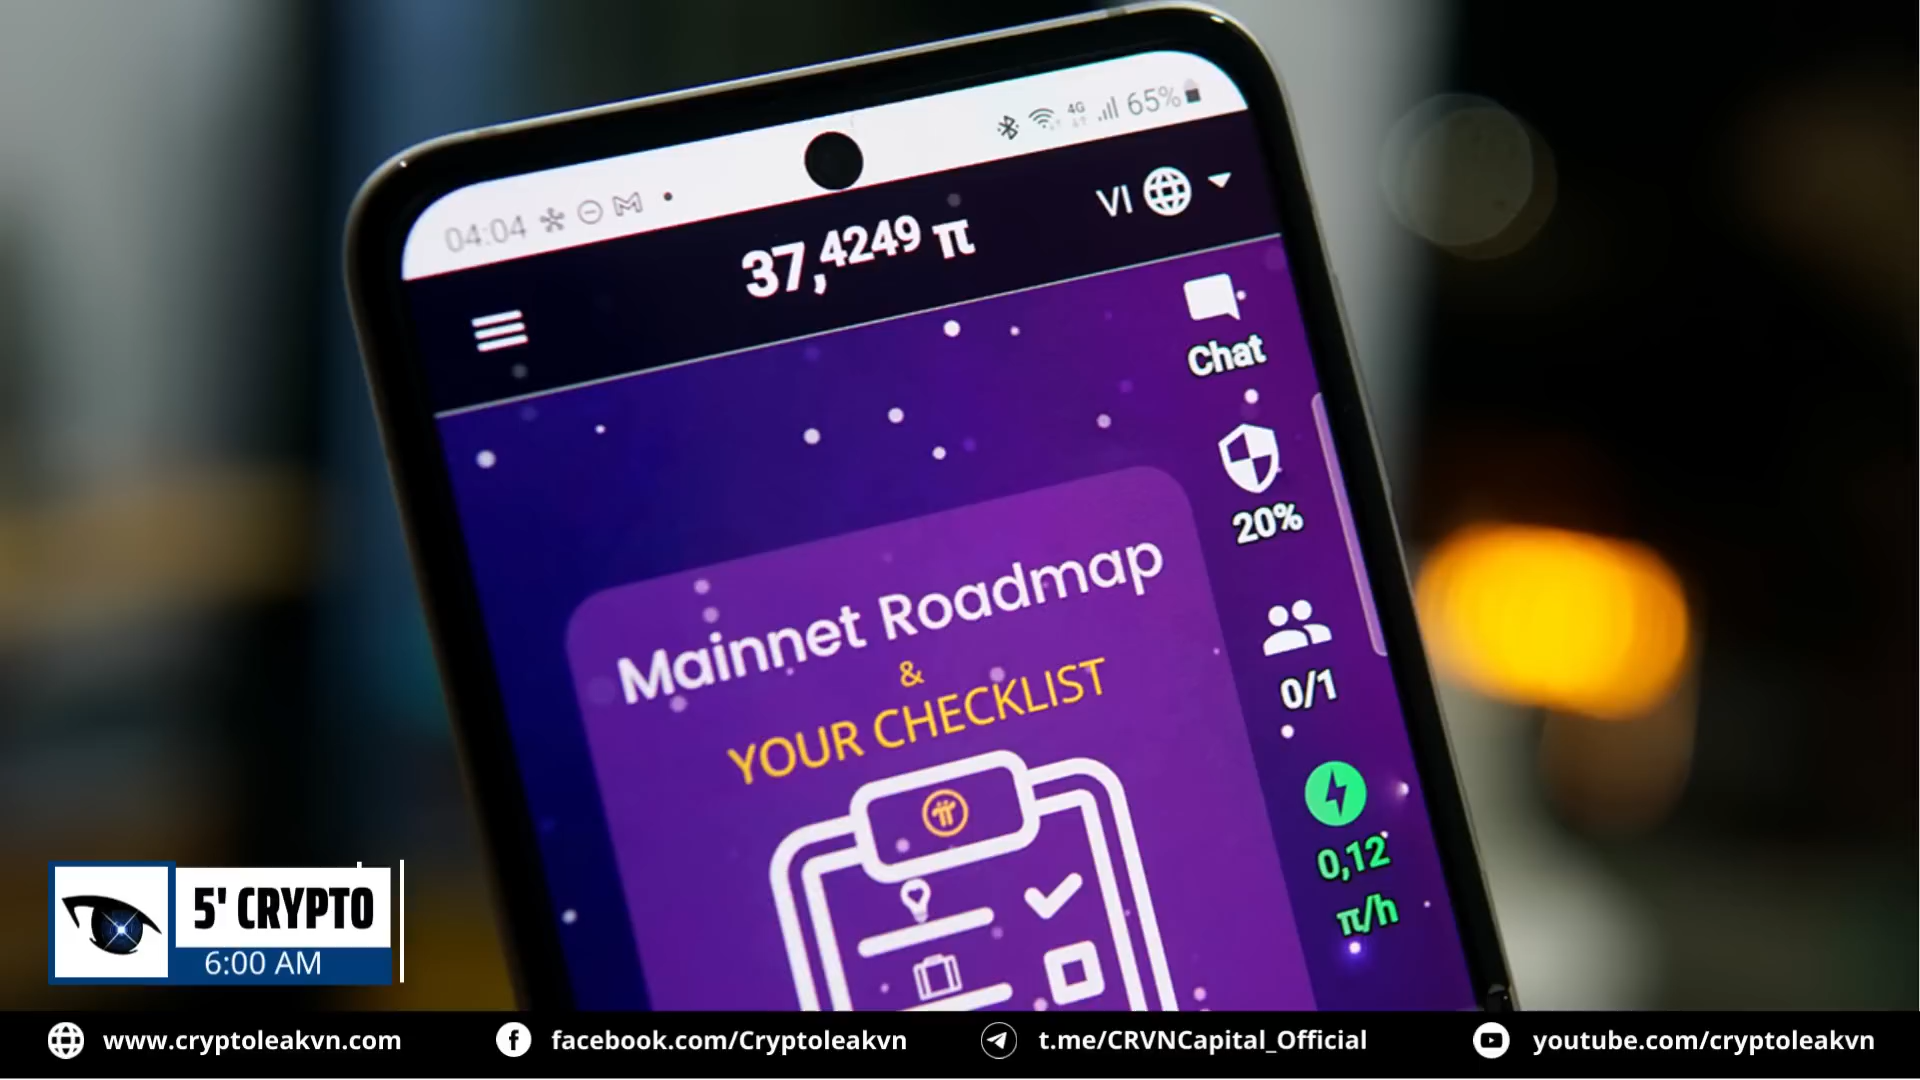 04:04
4G
65%
37,4249 π
VI
Chat
20%
Mainnet Roadmap
&
YOUR CHECKLIST
0/1
0,12
π/h
5' CRYPTO
6:00 AM
www.cryptoleakvn.com
facebook.com/Cryptoleakvn
t.me/CRVNCapital_Official
youtube.com/cryptoleakvn